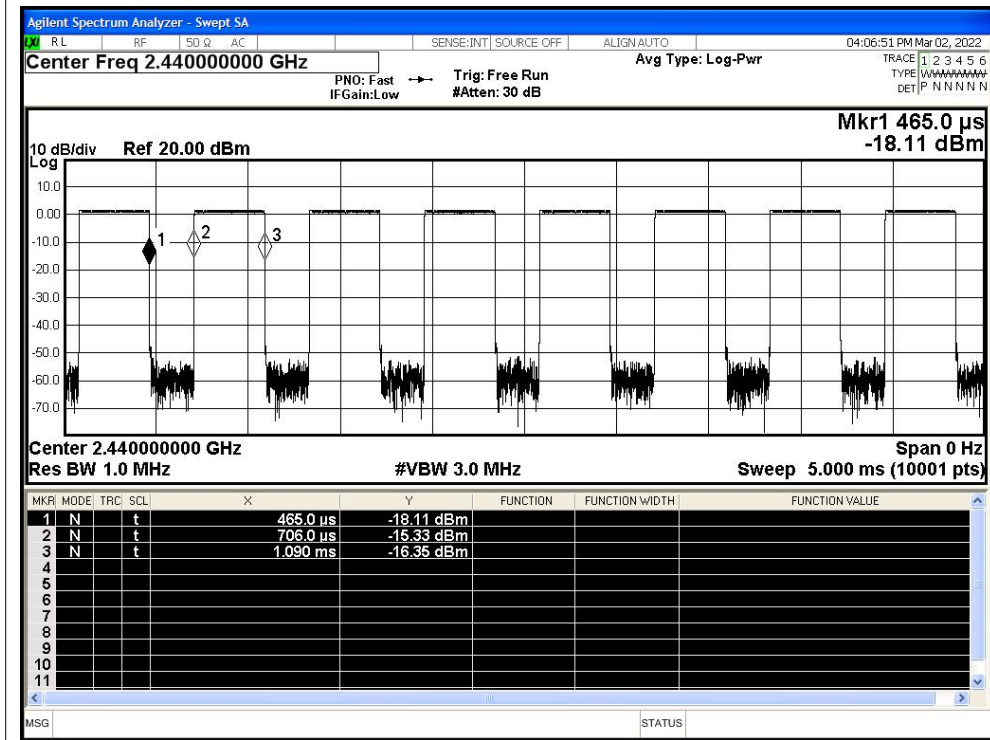 Agilent Spectrum Analyzer - Swept SA
LXI RL RF 50 Ω AC SENSE:INT SOURCE OFF ALIGN AUTO 04:06:51 PM Mar 02, 2022
Center Freq 2.440000000 GHz Avg Type: Log-Pwr TRACE 1 2 3 4 5 6
PNO: Fast Trig: Free Run TYPE WWWWWW
IFGain:Low #Atten: 30 dB DET P N N N N N
Mkr1 465.0 µs
10 dB/div Ref 20.00 dBm -18.11 dBm
Log
10.0
0.00
-10.0
-20.0
-30.0
-40.0
-50.0
-60.0
-70.0
1 2 3
Center 2.440000000 GHz Span 0 Hz
Res BW 1.0 MHz #VBW 3.0 MHz Sweep 5.000 ms (10001 pts)
MKR MODE TRC SCL X Y FUNCTION FUNCTION WIDTH FUNCTION VALUE
1 N t 465.0 µs -18.11 dBm
2 N t 706.0 µs -15.33 dBm
3 N t 1.090 ms -16.35 dBm
4
5
6
7
8
9
10
11
MSG STATUS